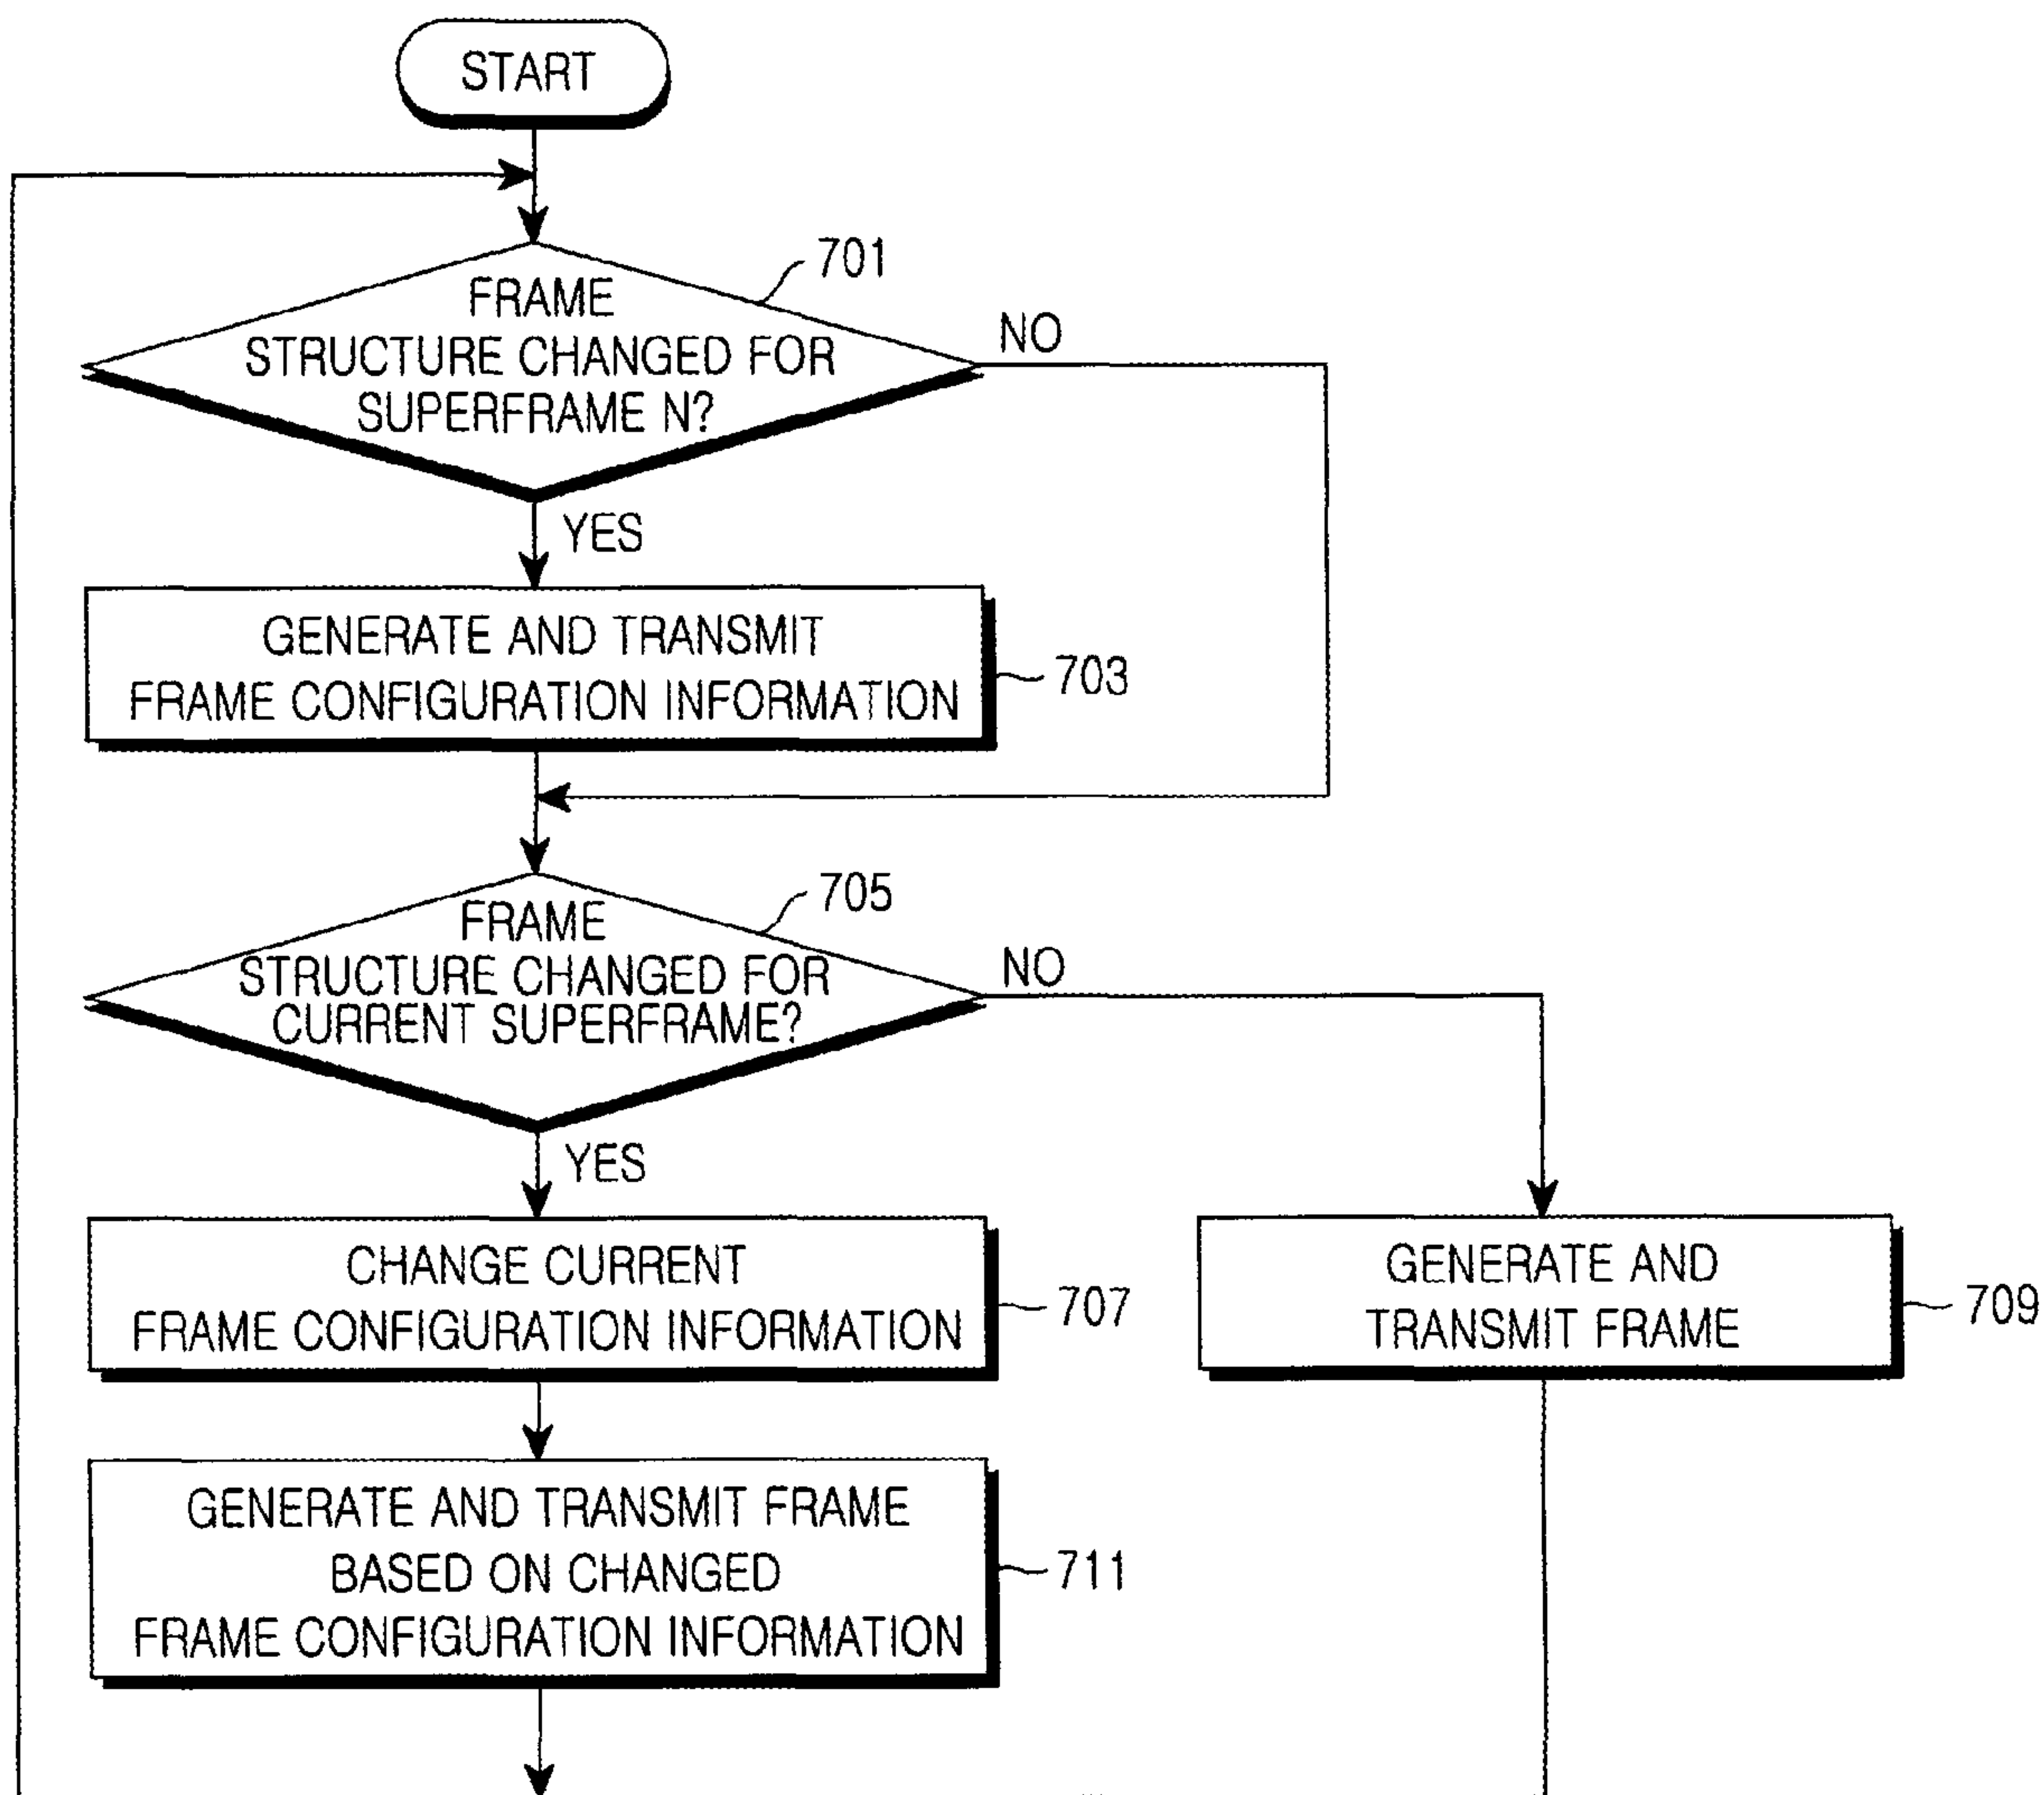 START
701
FRAME
STRUCTURE CHANGED FOR
SUPERFRAME N?
NO
YES
GENERATE AND TRANSMIT
FRAME CONFIGURATION INFORMATION
703
705
FRAME
STRUCTURE CHANGED FOR
CURRENT SUPERFRAME?
NO
YES
CHANGE CURRENT
FRAME CONFIGURATION INFORMATION
707
GENERATE AND
TRANSMIT FRAME
709
GENERATE AND TRANSMIT FRAME
BASED ON CHANGED
FRAME CONFIGURATION INFORMATION
711